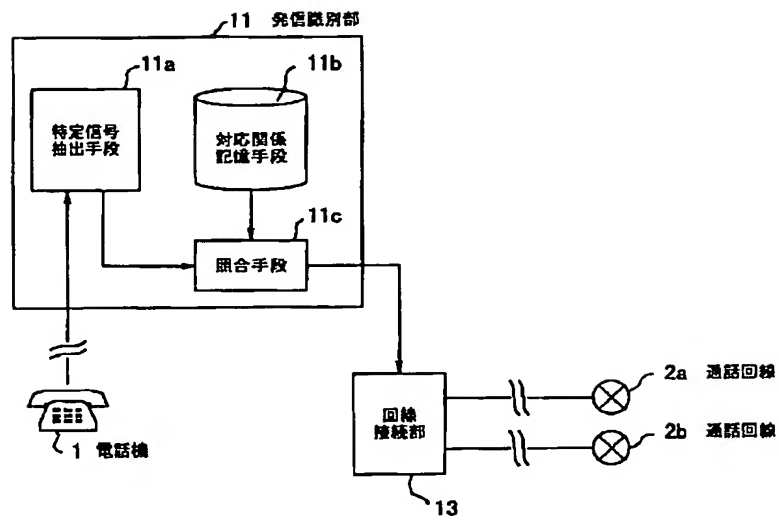 11 発信識別部
11a
11b
特定信号
抽出手段
対応関係
記憶手段
11c
照合手段
1 電話機
回線
接続部
2a 通話回線
2b 通話回線
13